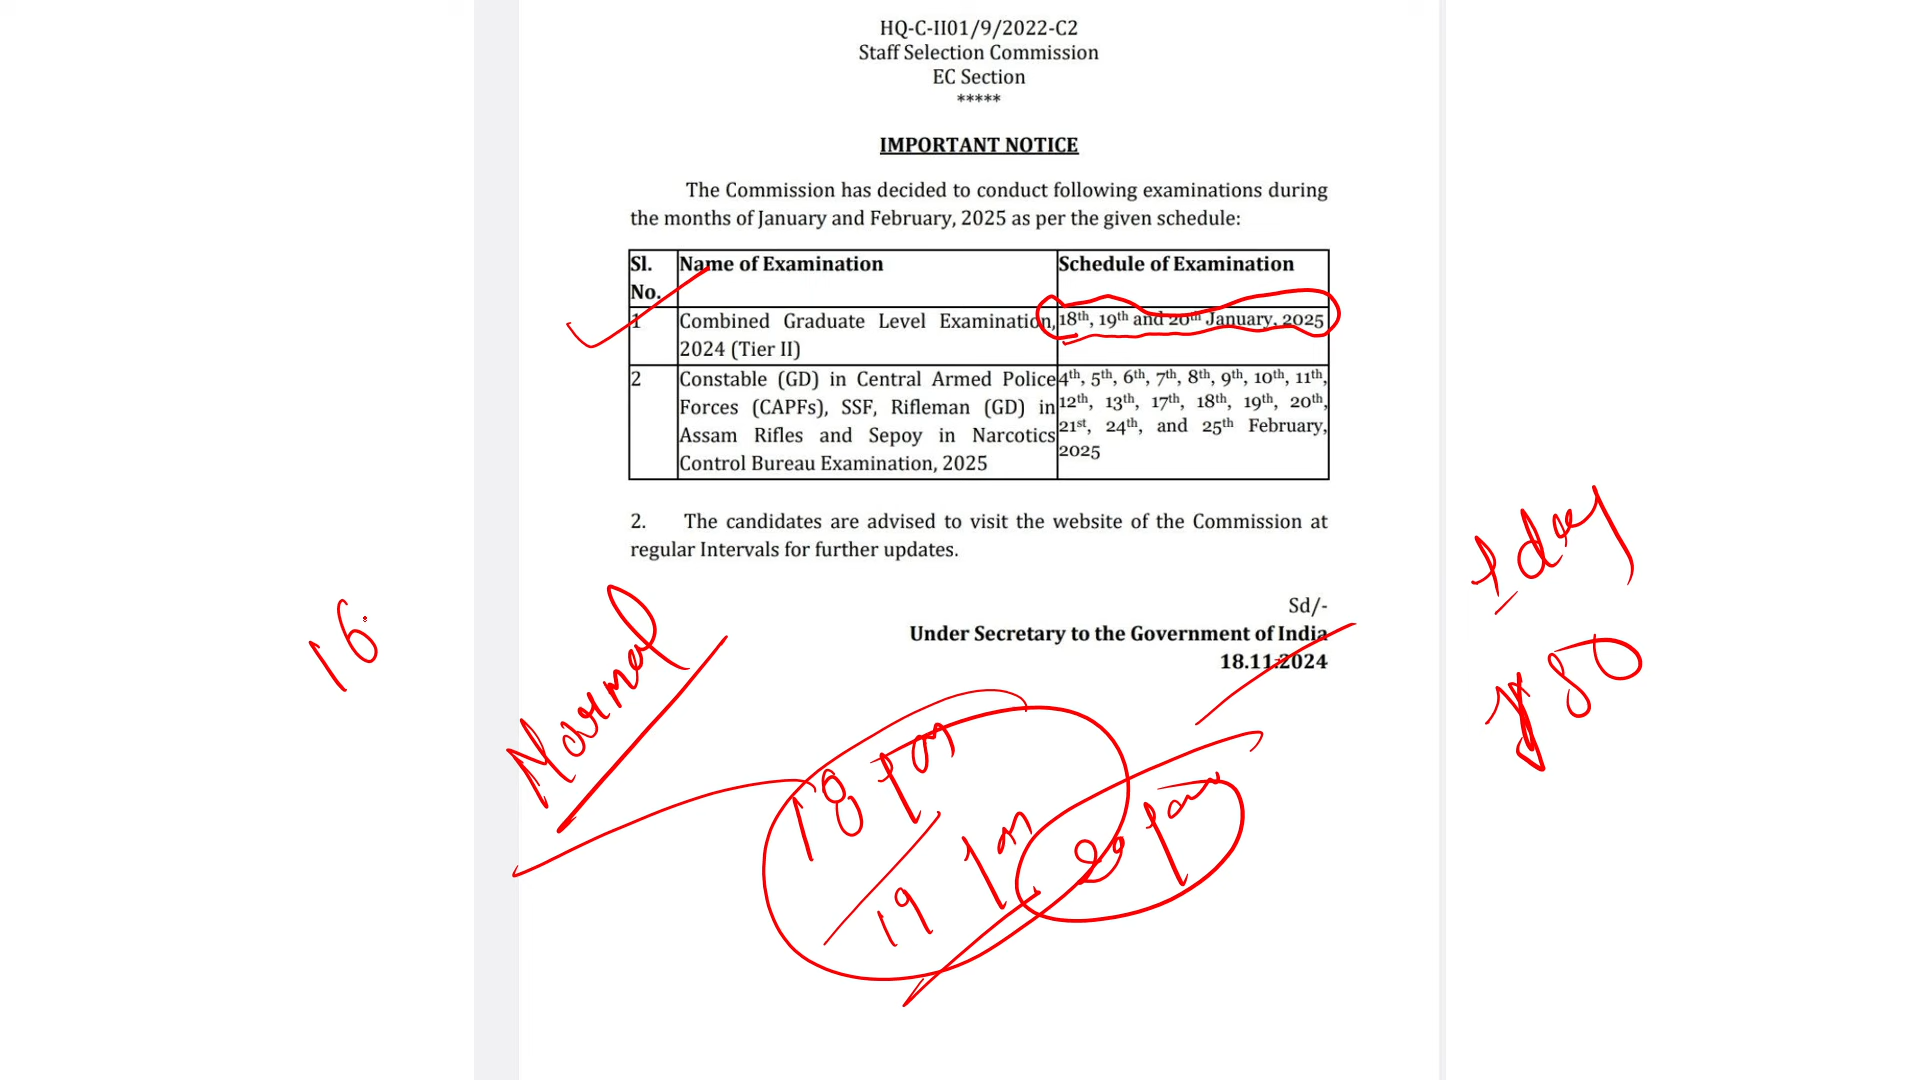 HQ-C-II01/9/2022-C2
Staff Selection Commission
EC Section
*****
IMPORTANT NOTICE
The Commission has decided to conduct following examinations during
the months of January and February, 2025 as per the given schedule:
Sl. No.
Name of Examination
Schedule of Examination
1
Combined Graduate Level Examination,
2024 (Tier II)
18th, 19th and 20th January, 2025
2
Constable (GD) in Central Armed Police
Forces (CAPFs), SSF, Rifleman (GD) in
Assam Rifles and Sepoy in Narcotics
Control Bureau Examination, 2025
4th, 5th, 6th, 7th, 8th, 9th, 10th, 11th,
12th, 13th, 17th, 18th, 19th, 20th,
21st, 24th, and 25th February,
2025
2. The candidates are advised to visit the website of the Commission at
regular Intervals for further updates.
Sd/-
Under Secretary to the Government of India
18.11.2024
16
Normal
18
19
day
80